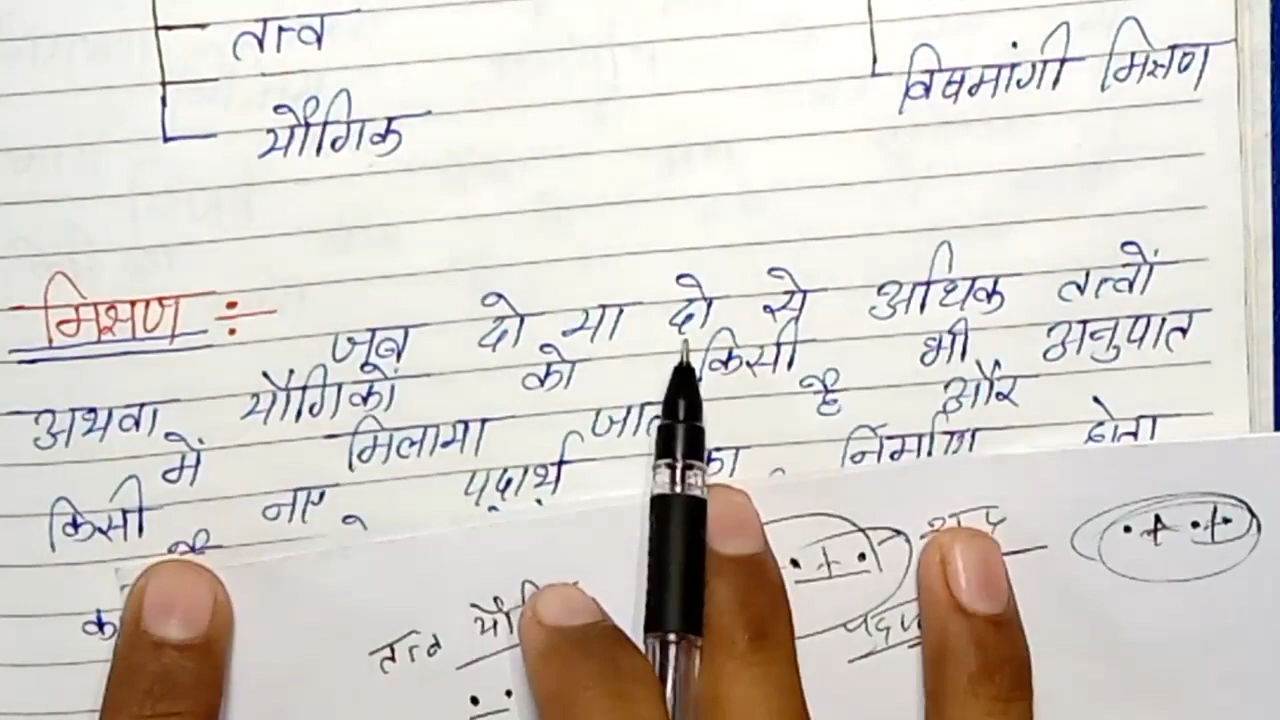 तत्त्व
यौगिक
विषमांगी मिश्रण
मिश्रण :-
जब दो या दो से अधिक तत्वों
अथवा यौगिकों को किसी भी अनुपात
में मिलाया जात है और
किसी नए पदार्थ का निर्माण होता
है
क
तत्व यौ